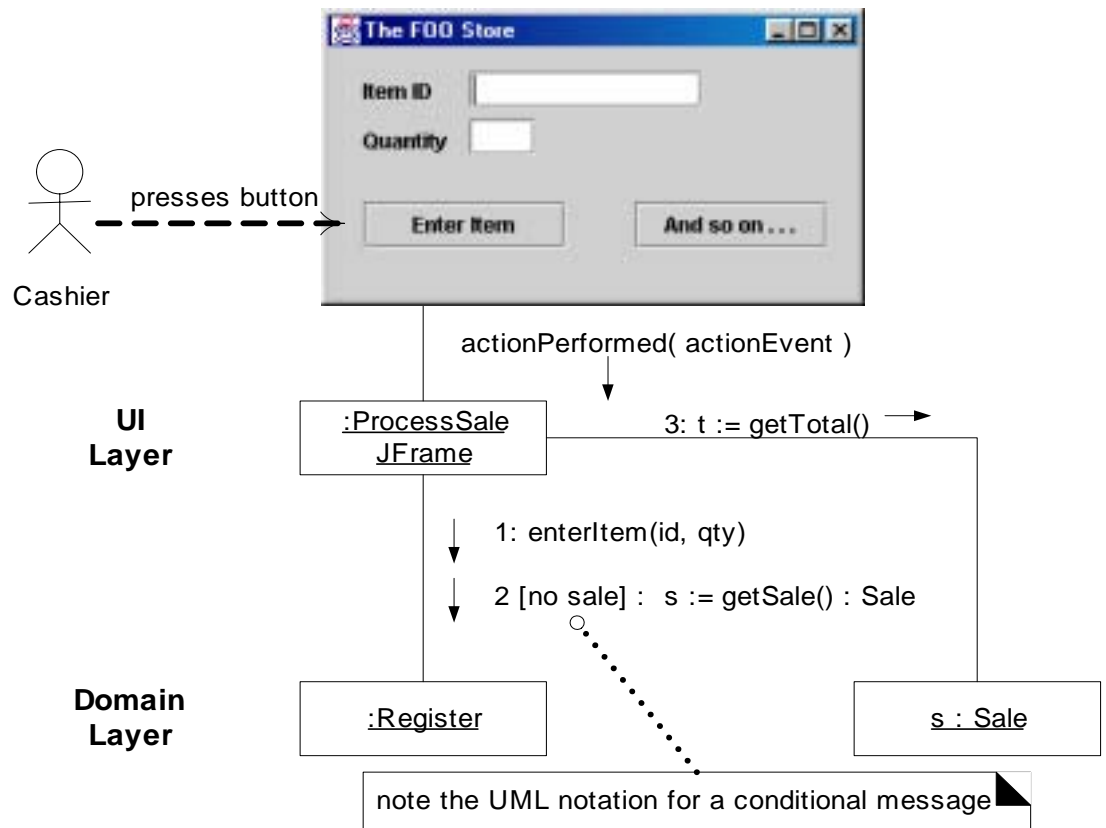 The FOO Store
Item ID
Quantity
presses button
Enter Item
And so on . . .
Cashier
actionPerformed( actionEvent )
UI
Layer
:ProcessSale
JFrame
3: t := getTotal()
1: enterItem(id, qty)
2 [no sale] : s := getSale() : Sale
Domain
Layer
:Register
s : Sale
note the UML notation for a conditional message